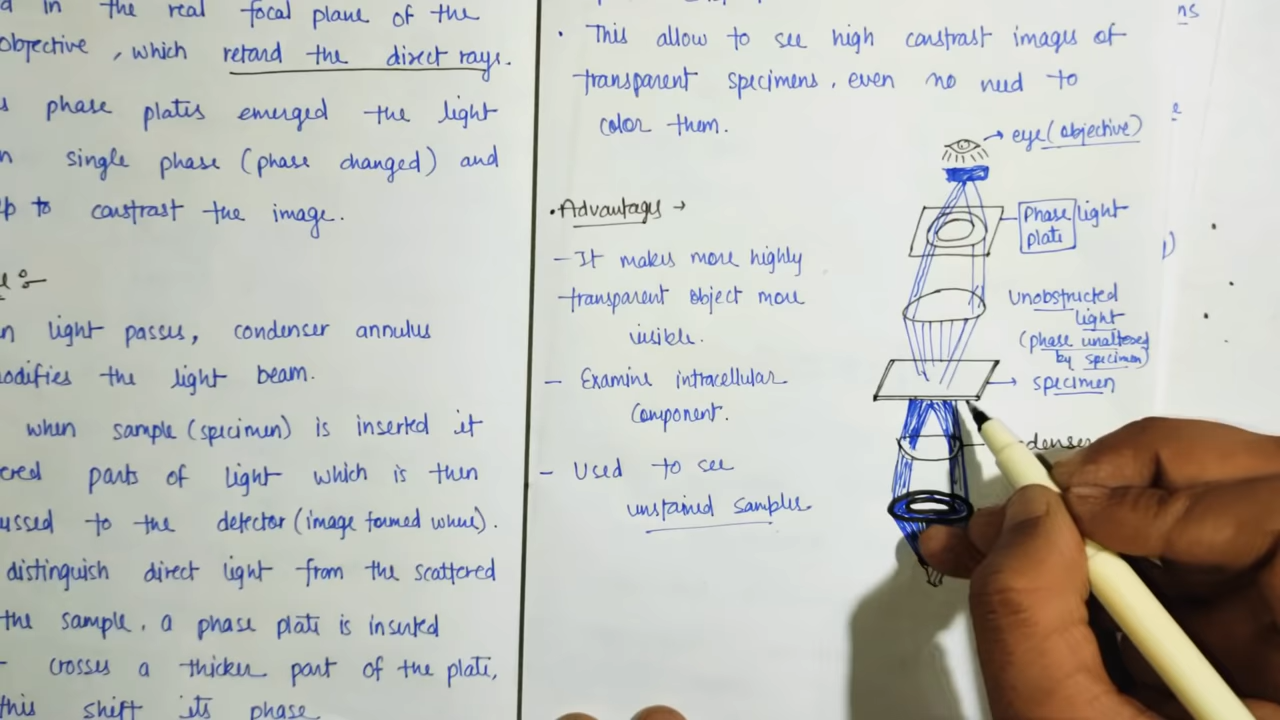 in the real focal plane of the
objective, which retard the direct rays.
phase plates emerged the light
single phase (phase changed) and
to constrast the image.
light passes, condenser annulus
the light beam.
when sample (specimen) is inserted it
parts of light which is then
to the detector (image formed where).
distinguish direct light from the scattered
the sample. a phase plate is inserted
crosses a thicker part of the plate,
this shift its phase
. This allow to see high constrast images of
transparent specimens, even no need to
color them.
. Advantages →
- It makes more highly
transparent object more
visible.
- Examine intracellular
component.
- Used to see
unstained samples
→ eye (objective)
Phase light
plate
unobstructed
light
(phase unaltered
by specimen)
→ specimen
ns